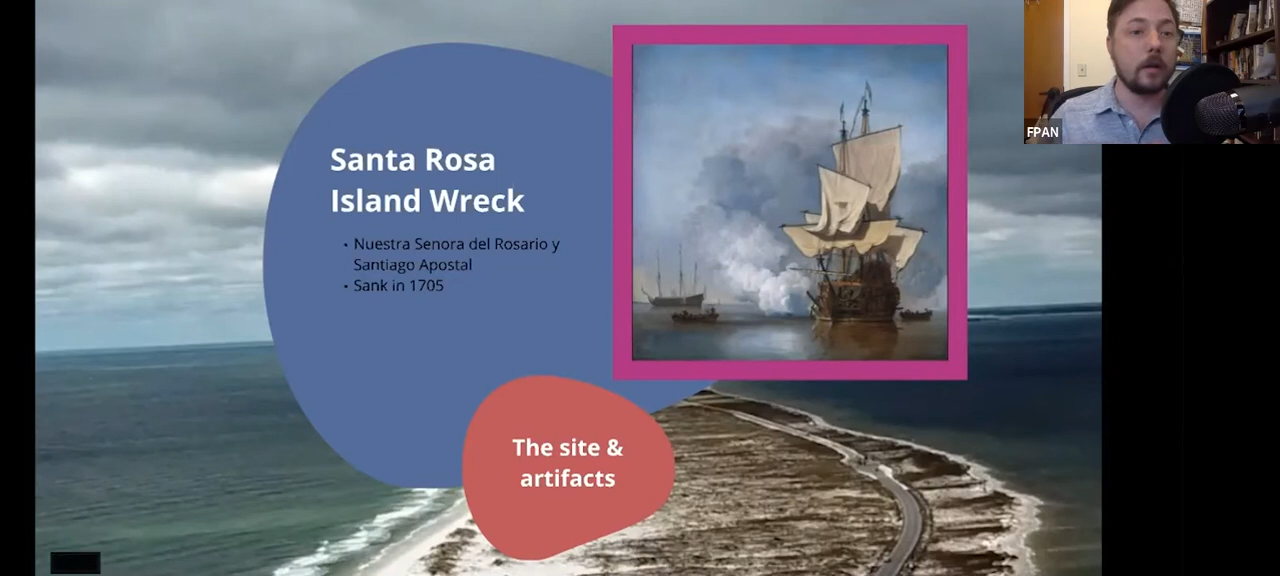 Santa Rosa
Island Wreck
• Nuestra Senora del Rosario y
Santiago Apostal
• Sank in 1705
The site &
artifacts
FPAN